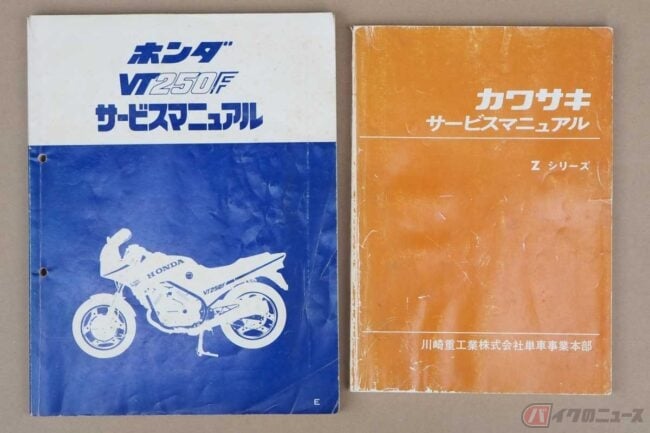 ホンダ
VT250F
サービスマニュアル
HONDA
VT250F
E
カワサキ
サービスマニュアル
Z シリーズ
川崎重工業株式会社単車事業本部
バイクのニュース